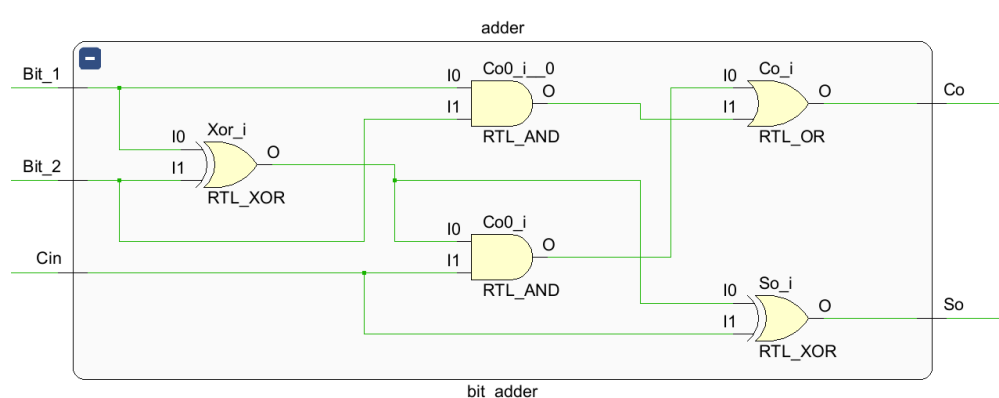 adder
Bit_1
Bit_2
Cin
I0
I1
Xor_i
O
RTL_XOR
I0
I1
Co0_i__0
O
RTL_AND
I0
I1
Co0_i
O
RTL_AND
I0
I1
Co_i
O
RTL_OR
I0
I1
So_i
O
RTL_XOR
Co
So
bit_adder